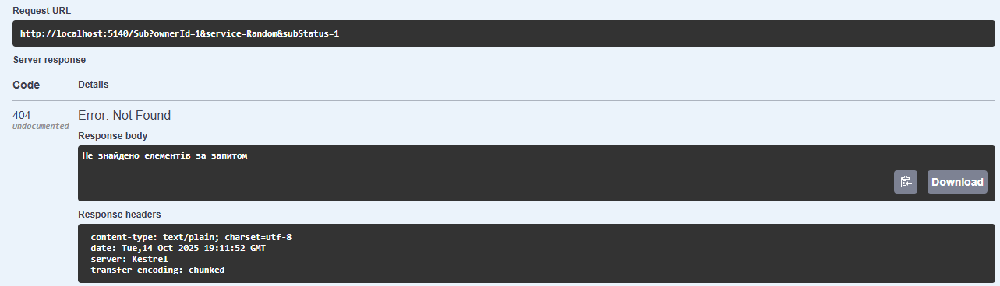 Request URL
http://localhost:5140/Sub?ownerId=1&service=Random&subStatus=1
Server response
Code Details
404 Error: Not Found
Undocumented
Response body
Не знайдено елементів за запитом
Download
Response headers
content-type: text/plain; charset=utf-8
date: Tue,14 Oct 2025 19:11:52 GMT
server: Kestrel
transfer-encoding: chunked